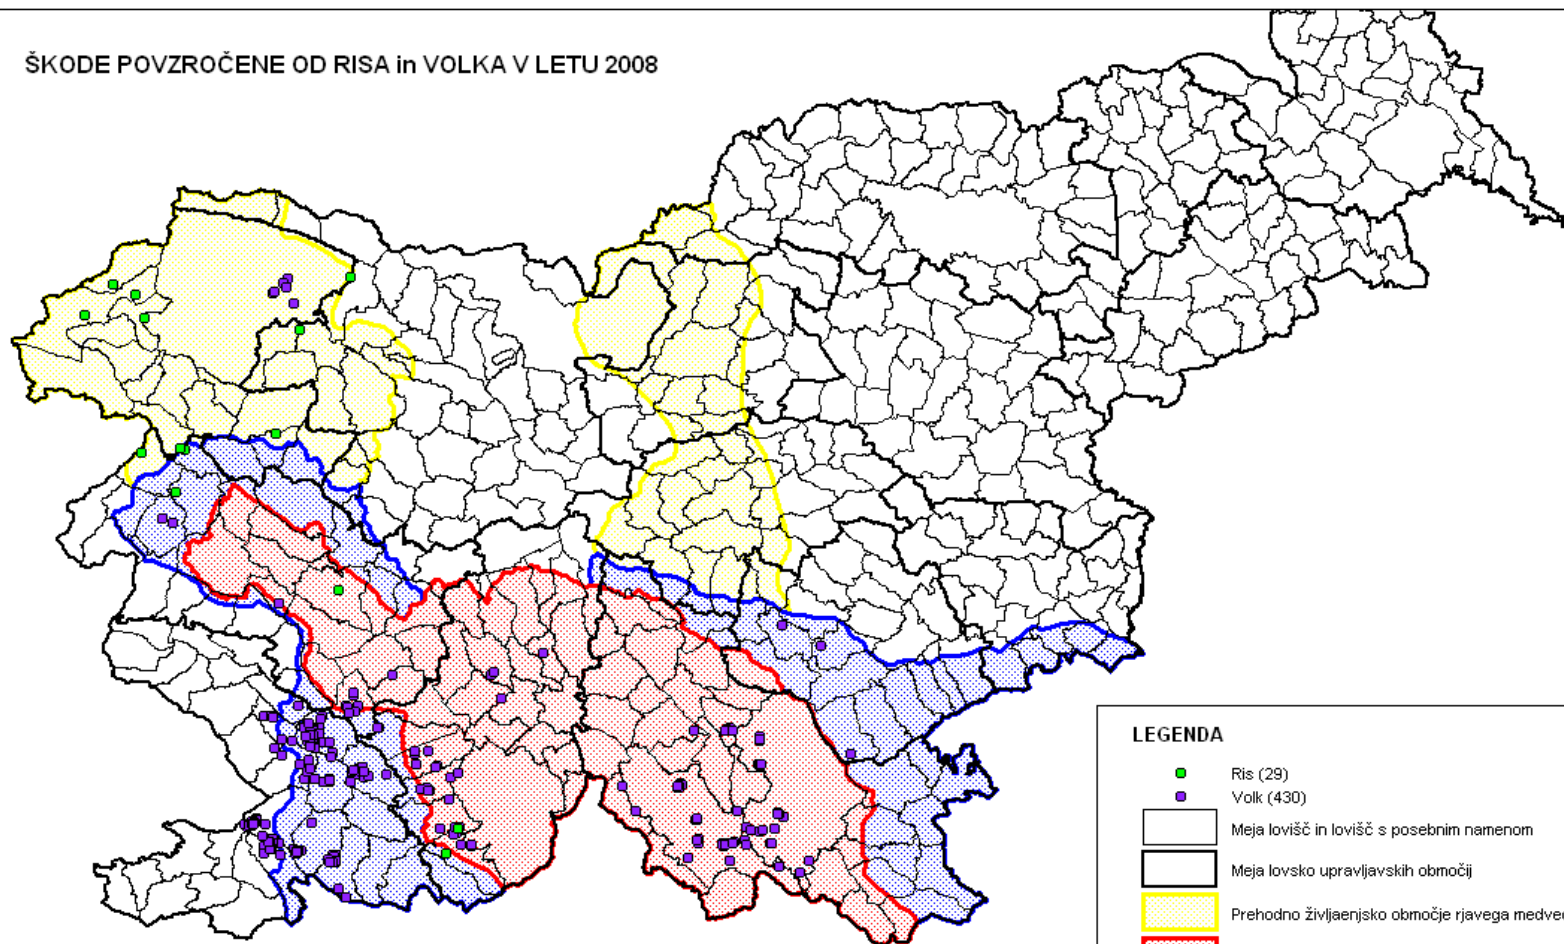 ŠKODE POVZROČENE OD RISA in VOLKA V LETU 2008
LEGENDA
Ris (29)
Volk (430)
Meja lovišč in lovišč s posebnim namenom
Meja lovsko upravljavskih območij
Prehodno življaenjsko območje rjavega